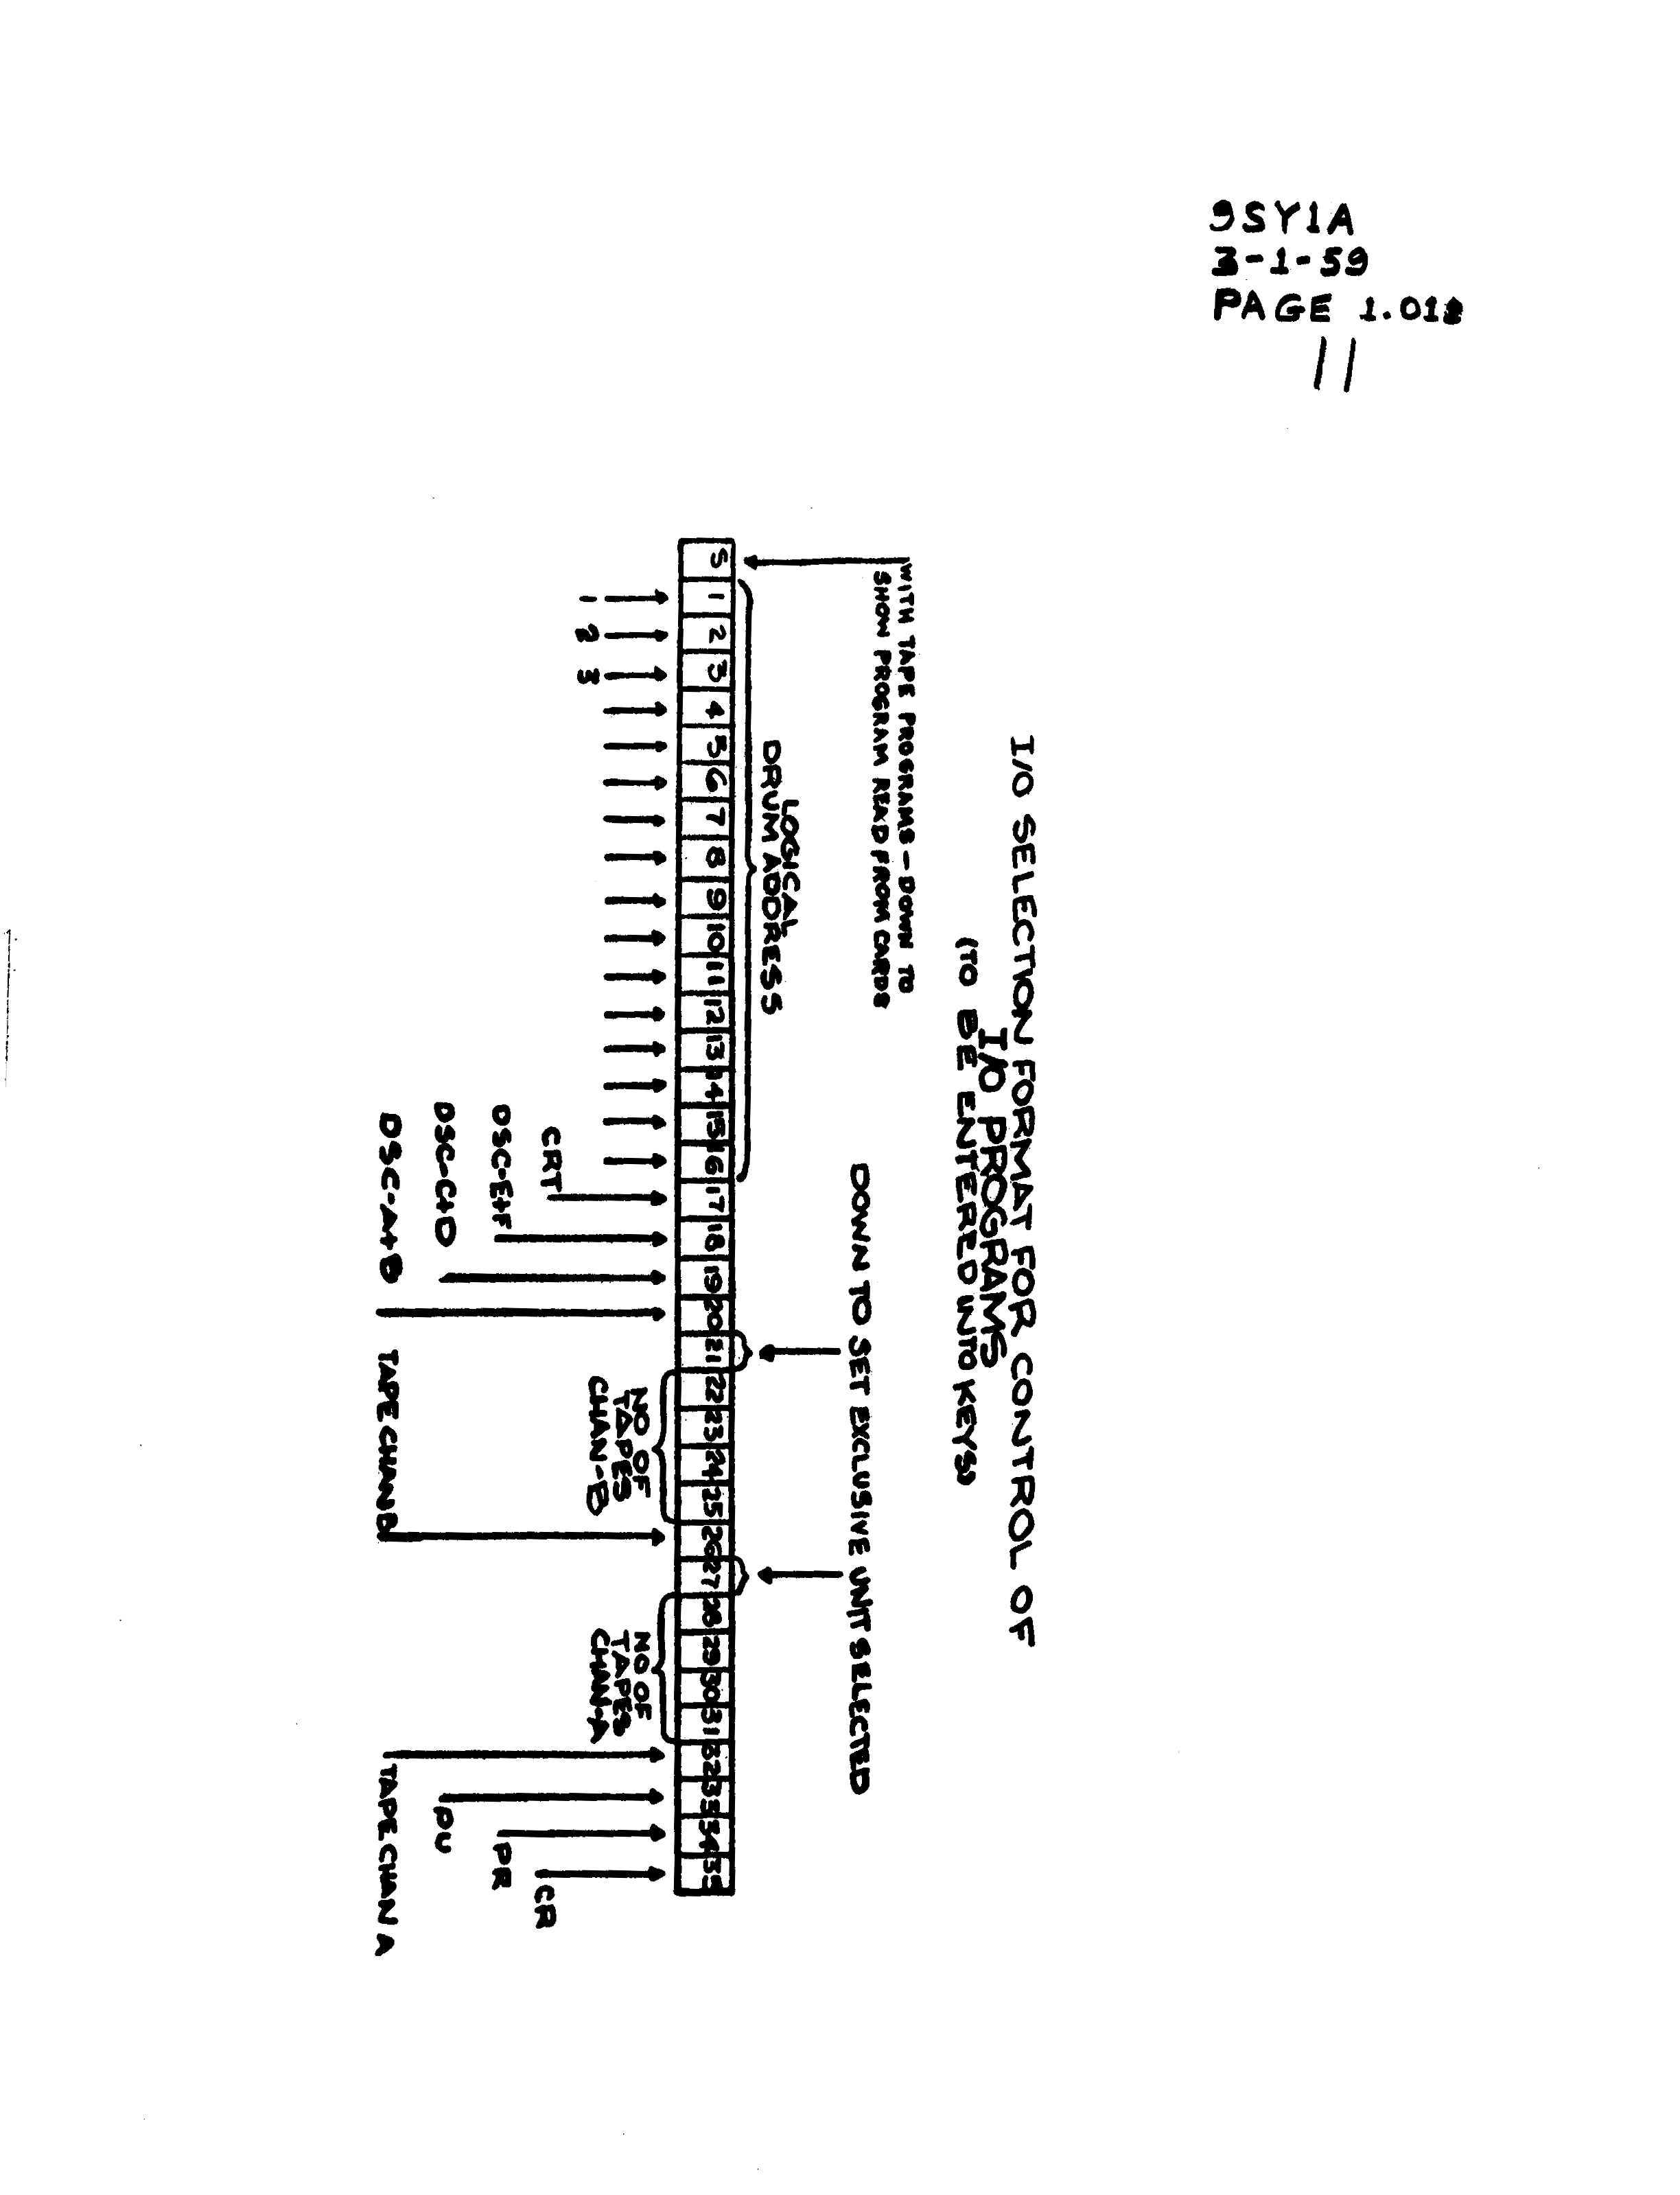 9SY1A
3-1-59
PAGE 1.01
11
I/O SELECTION FORMAT FOR CONTROL OF
I/O PROGRAMS
(TO BE ENTERED INTO KEYS)
WITH TAPE PROGRAMS-DOWN TO
SHOW PROGRAM READ FROM CARDS
DOWN TO SET EXCLUSIVE UNIT SELECTED
LOGICAL
DRUM ADDRESS
S 1 2 3 4 5 6 7 8 9 10 11 12 13 14 15 16 17 18 19 20 21 22 23 24 25 26 27 28 29 30 31 32 33 34 35
1 2 3
NO OF
TAPES
CHAN-B
NO OF
TAPES
CHAN-A
CRT
DSC-E+F
DSC-C+D
DSC-A+B
TAPE CHAN B
TAPE CHAN A
PU
PR
CR